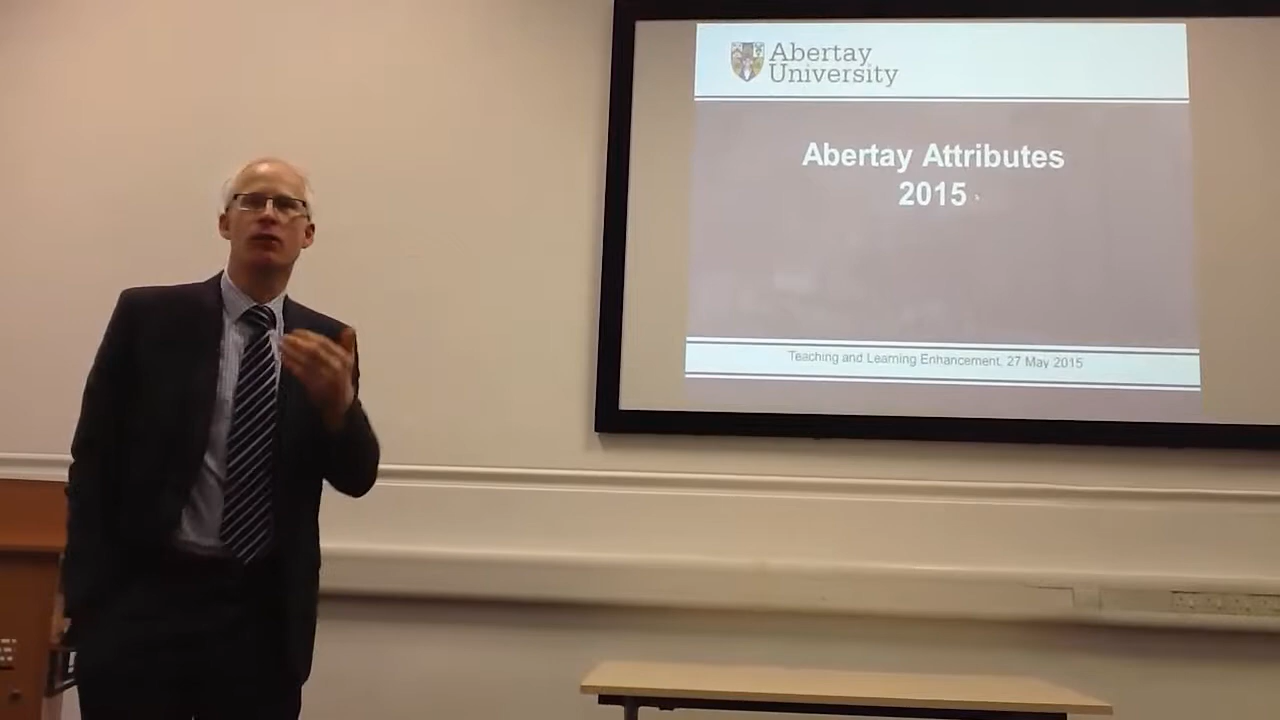 Abertay
University
Abertay Attributes
2015
Teaching and Learning Enhancement, 27 May 2015